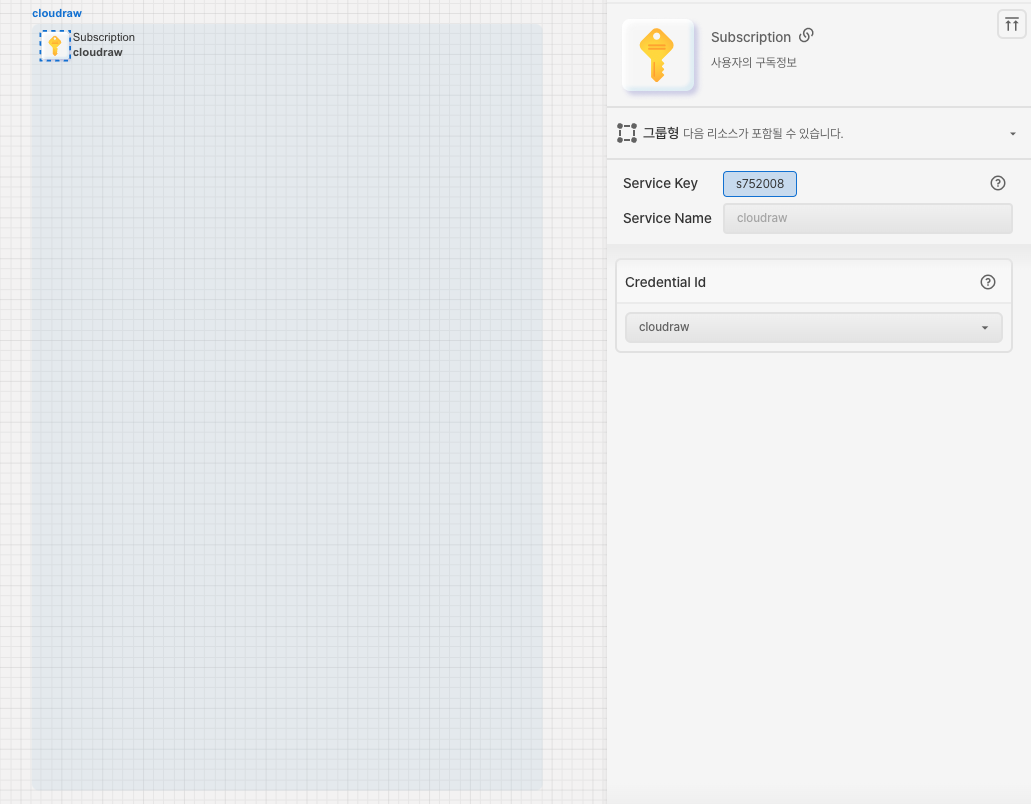 cloudraw
Subscription
cloudraw
Subscription
사용자의 구독정보
그룹형 다음 리소스가 포함될 수 있습니다.
Service Key s752008
Service Name cloudraw
Credential Id
cloudraw